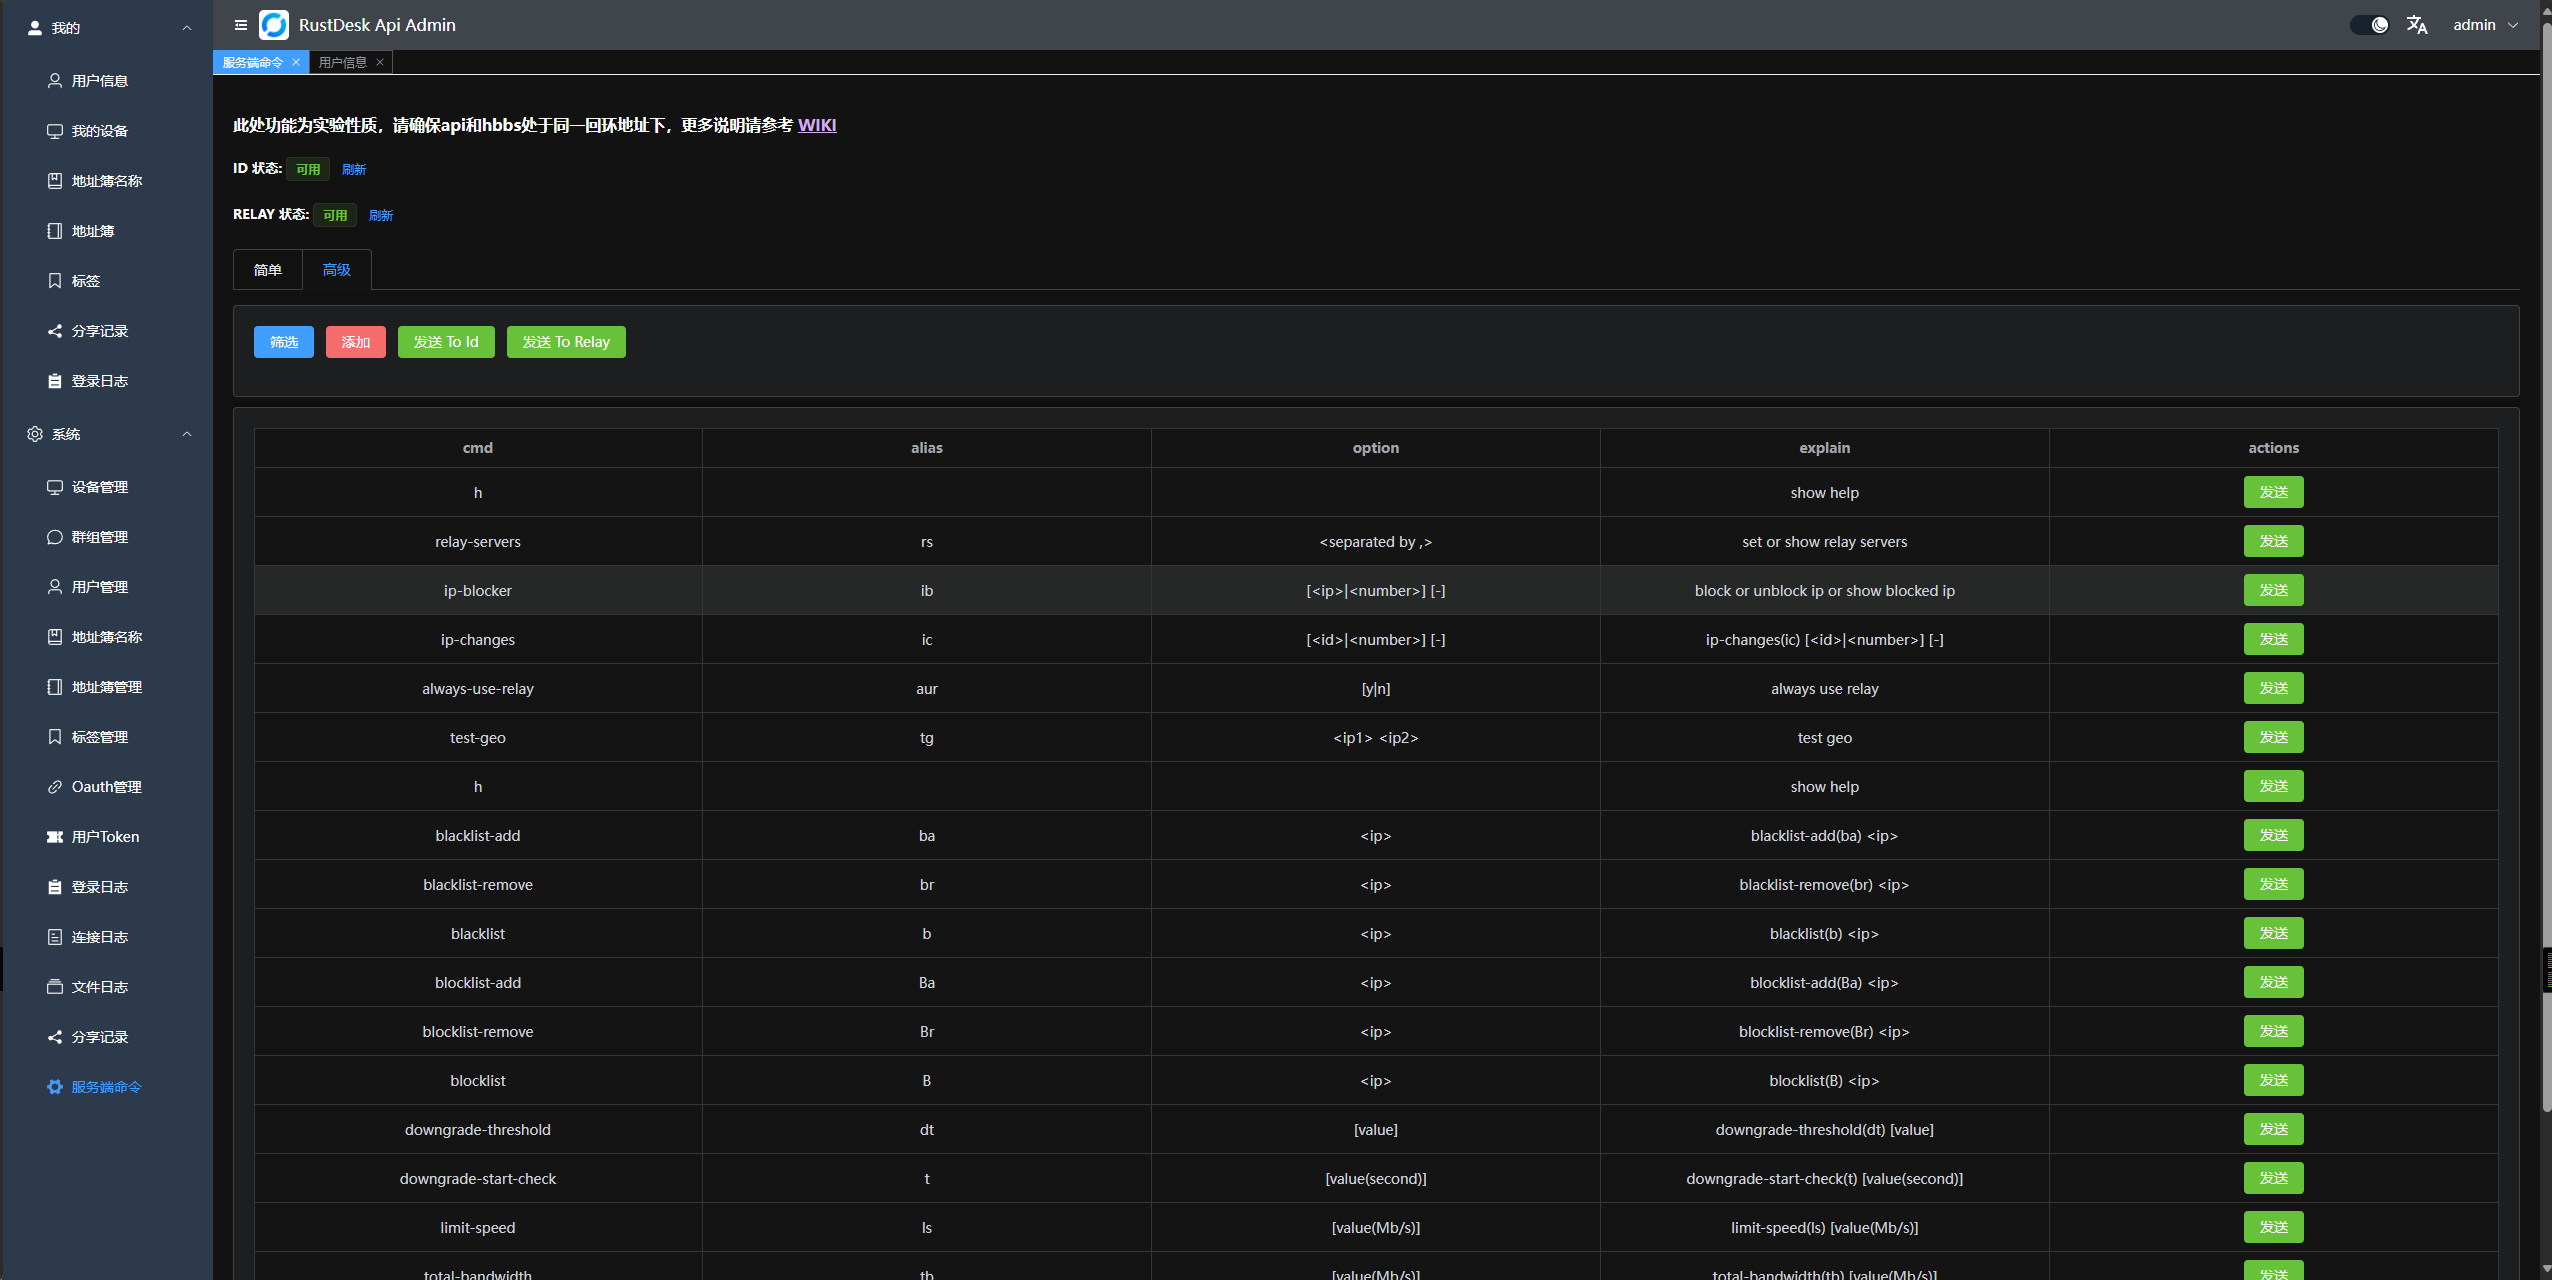 我的
用户信息
我的设备
地址簿名称
地址簿
标签
分享记录
登录日志
系统
设备管理
群组管理
用户管理
地址簿名称
地址簿管理
标签管理
Oauth管理
用户Token
登录日志
连接日志
文件日志
分享记录
服务端命令
RustDesk Api Admin
admin
服务端命令
用户信息
此处功能为实验性质，请确保api和hbbs处于同一回环地址下，更多说明请参考 WIKI
ID 状态: 可用 刷新
RELAY 状态: 可用 刷新
简单 高级
筛选 添加 发送 To Id 发送 To Relay
cmd alias option explain actions
h show help 发送
relay-servers rs <separated by ,> set or show relay servers 发送
ip-blocker ib [<ip>|<number>] [-] block or unblock ip or show blocked ip 发送
ip-changes ic [<id>|<number>] [-] ip-changes(ic) [<id>|<number>] [-] 发送
always-use-relay aur [y|n] always use relay 发送
test-geo tg <ip1> <ip2> test geo 发送
h show help 发送
blacklist-add ba <ip> blacklist-add(ba) <ip> 发送
blacklist-remove br <ip> blacklist-remove(br) <ip> 发送
blacklist b <ip> blacklist(b) <ip> 发送
blocklist-add Ba <ip> blocklist-add(Ba) <ip> 发送
blocklist-remove Br <ip> blocklist-remove(Br) <ip> 发送
blocklist B <ip> blocklist(B) <ip> 发送
downgrade-threshold dt [value] downgrade-threshold(dt) [value] 发送
downgrade-start-check t [value(second)] downgrade-start-check(t) [value(second)] 发送
limit-speed ls [value(Mb/s)] limit-speed(ls) [value(Mb/s)] 发送
total-bandwidth tb [value(Mb/s)] total-bandwidth(tb) [value(Mb/s)] 发送